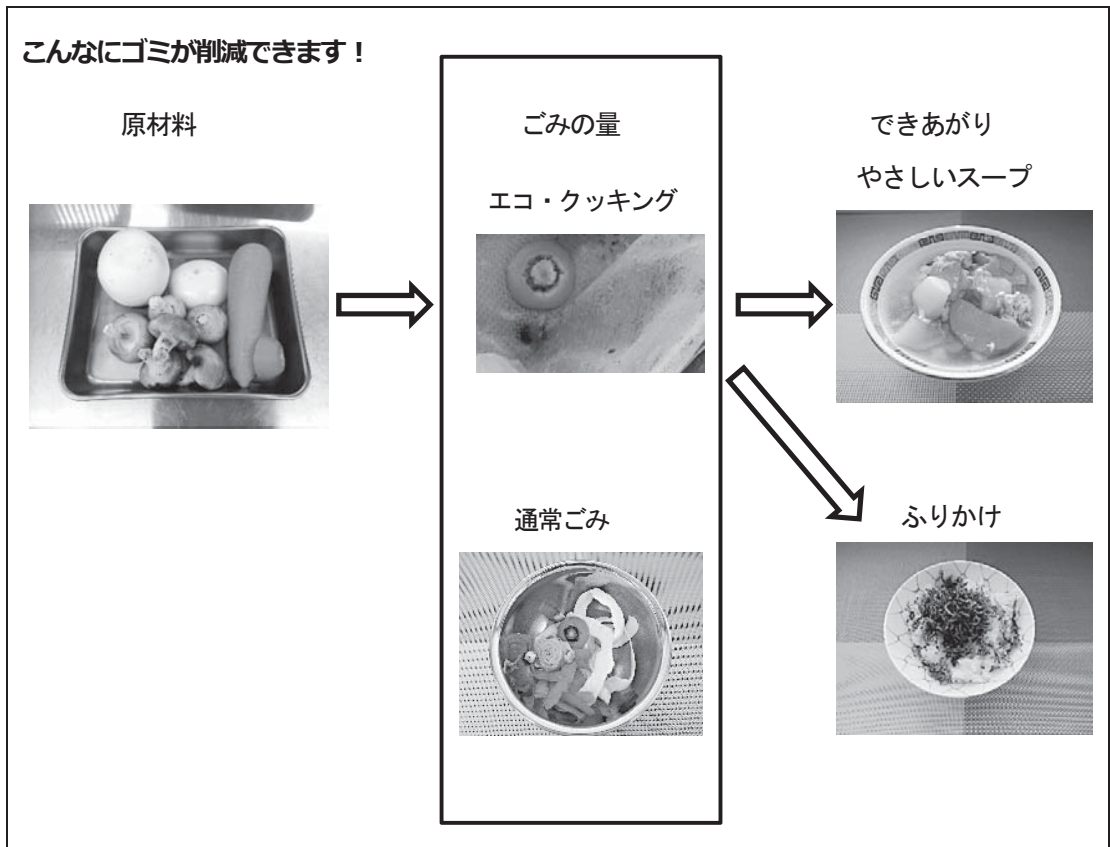 こんなにゴミが削減できます！
原材料
ごみの量
できあがり
やさしいスープ
エコ・クッキング
通常ごみ
ふりかけ